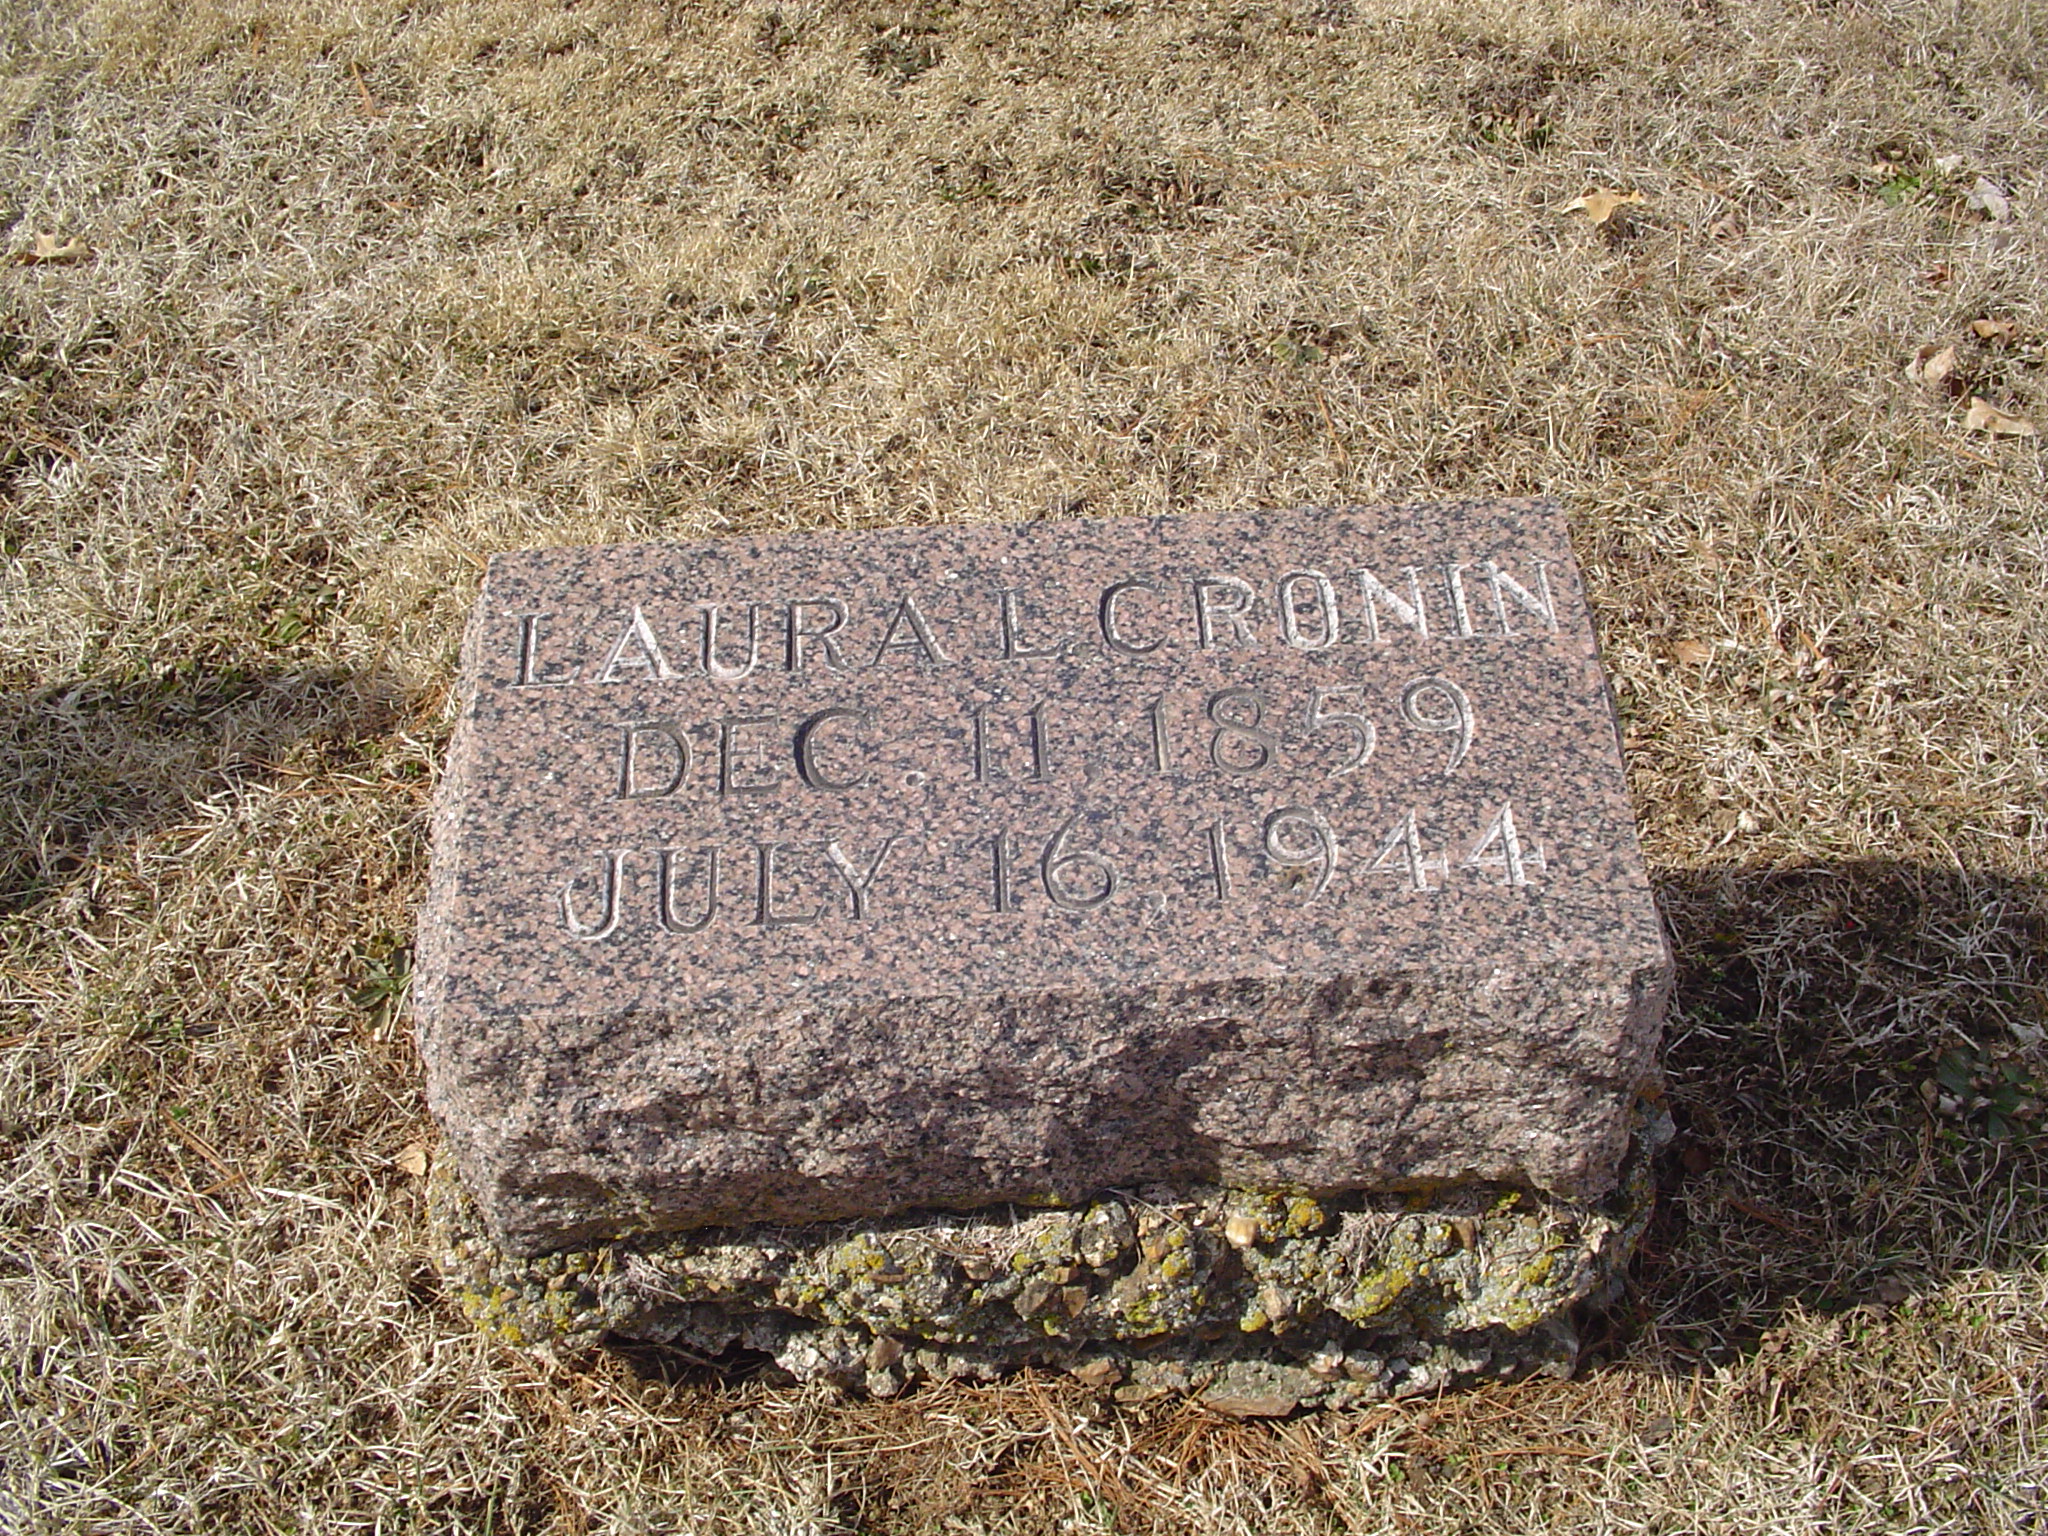 LAURA L. CRONIN
DEC. 11, 1859
JULY 16, 1944